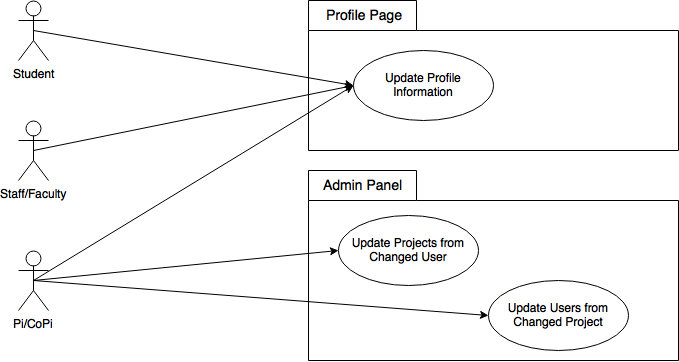 Profile Page
Student
Update Profile
Information
Staff/Faculty
Admin Panel
Update Projects from
Changed User
Pi/CoPi
Update Users from
Changed Project